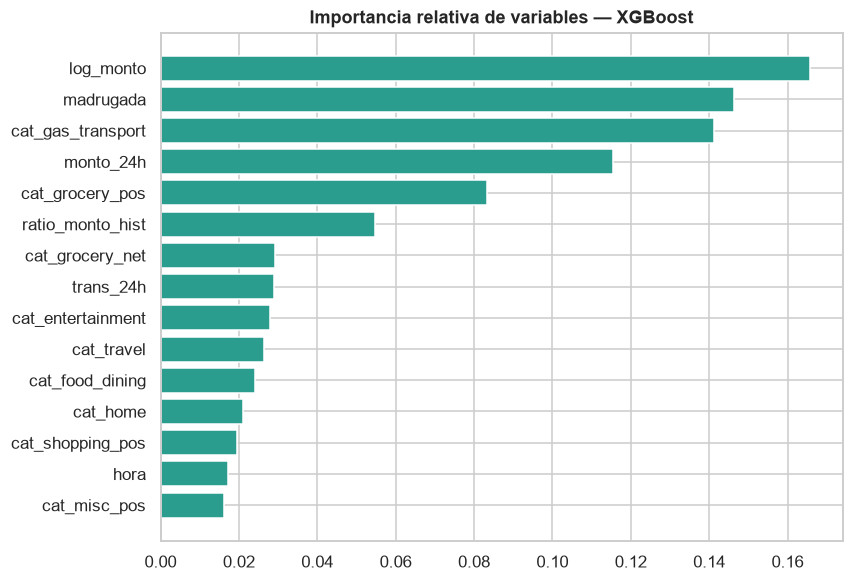 Importancia relativa de variables — XGBoost
log_monto
madrugada
cat_gas_transport
monto_24h
cat_grocery_pos
ratio_monto_hist
cat_grocery_net
trans_24h
cat_entertainment
cat_travel
cat_food_dining
cat_home
cat_shopping_pos
hora
cat_misc_pos
0.00 0.02 0.04 0.06 0.08 0.10 0.12 0.14 0.16